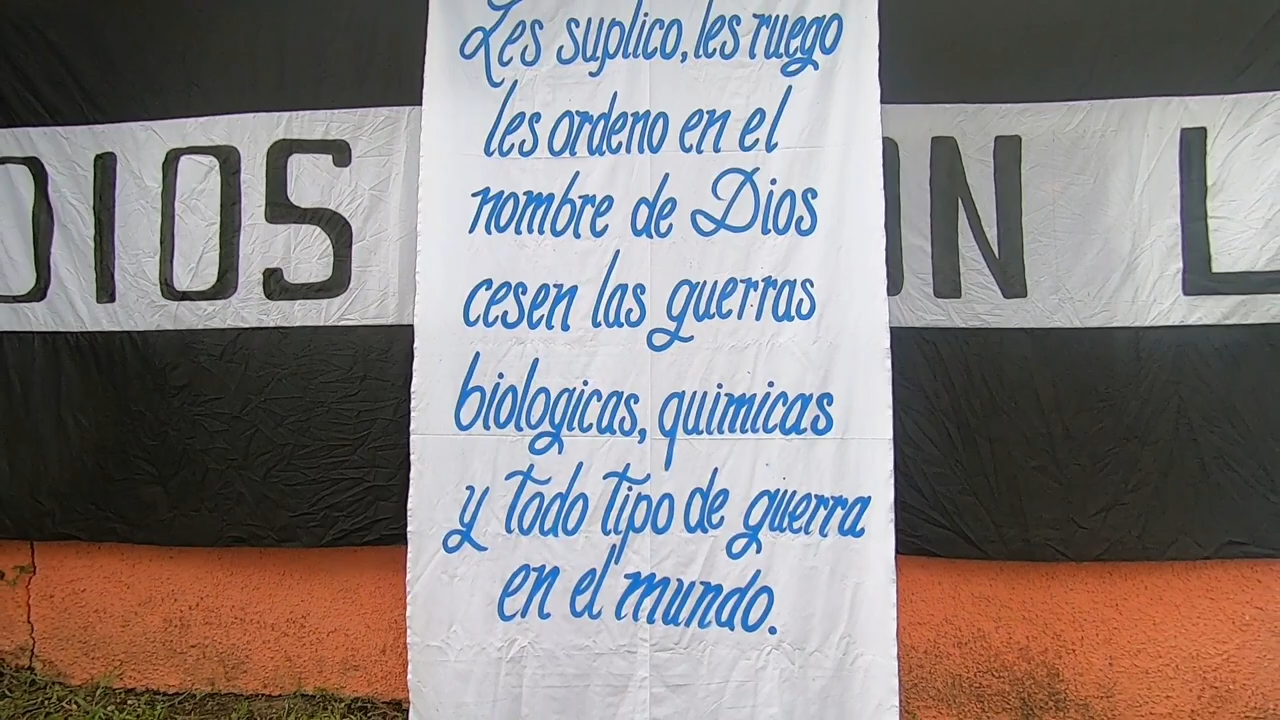 Les suplico, les ruego
les ordeno en el
nombre de Dios
cesen las guerras
biologicas, quimicas
y todo tipo de guerra
en el mundo.
DIOS
ON L